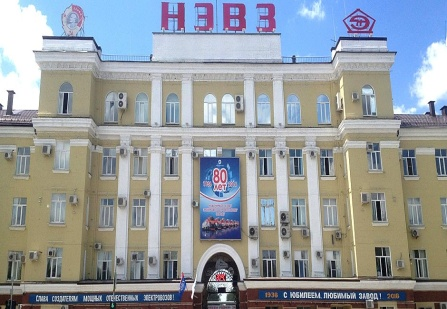 НЭВЗ
80
ЛЕТ
СЛАВА СОЗДАТЕЛЯМ МОЩНЫХ ОТЕЧЕСТВЕННЫХ ЭЛЕКТРОВОЗОВ!
1936 С ЮБИЛЕЕМ, ЛЮБИМЫЙ ЗАВОД! 2016